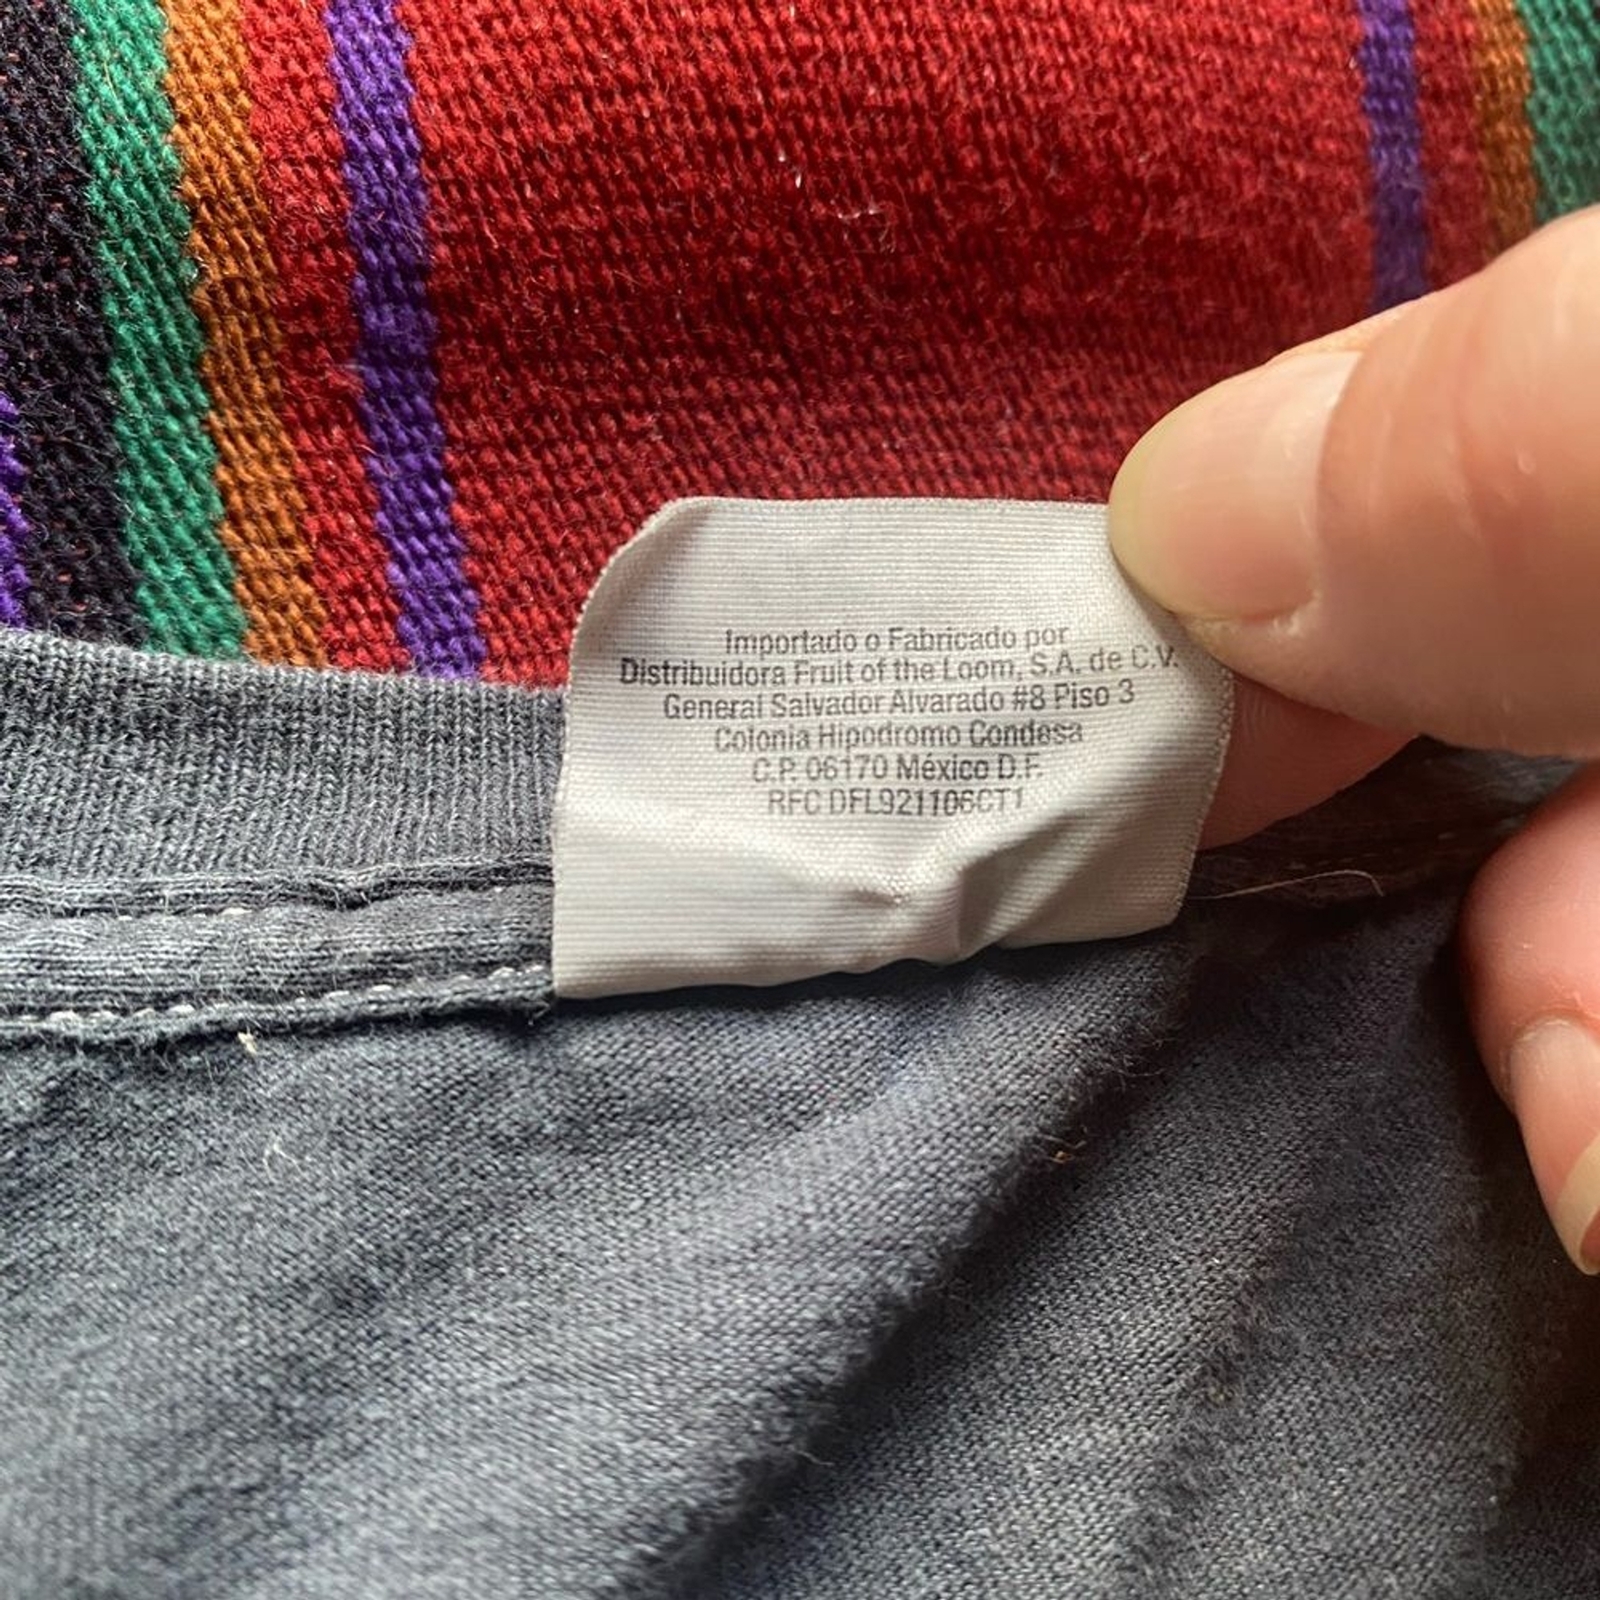 Importado o Fabricado por
Distribuidora Fruit of the Loom, S.A. de C.V.
General Salvador Alvarado #8 Piso 3
Colonia Hipodromo Condesa
C.P. 06170 México D.F.
RFC DFL921106CT1